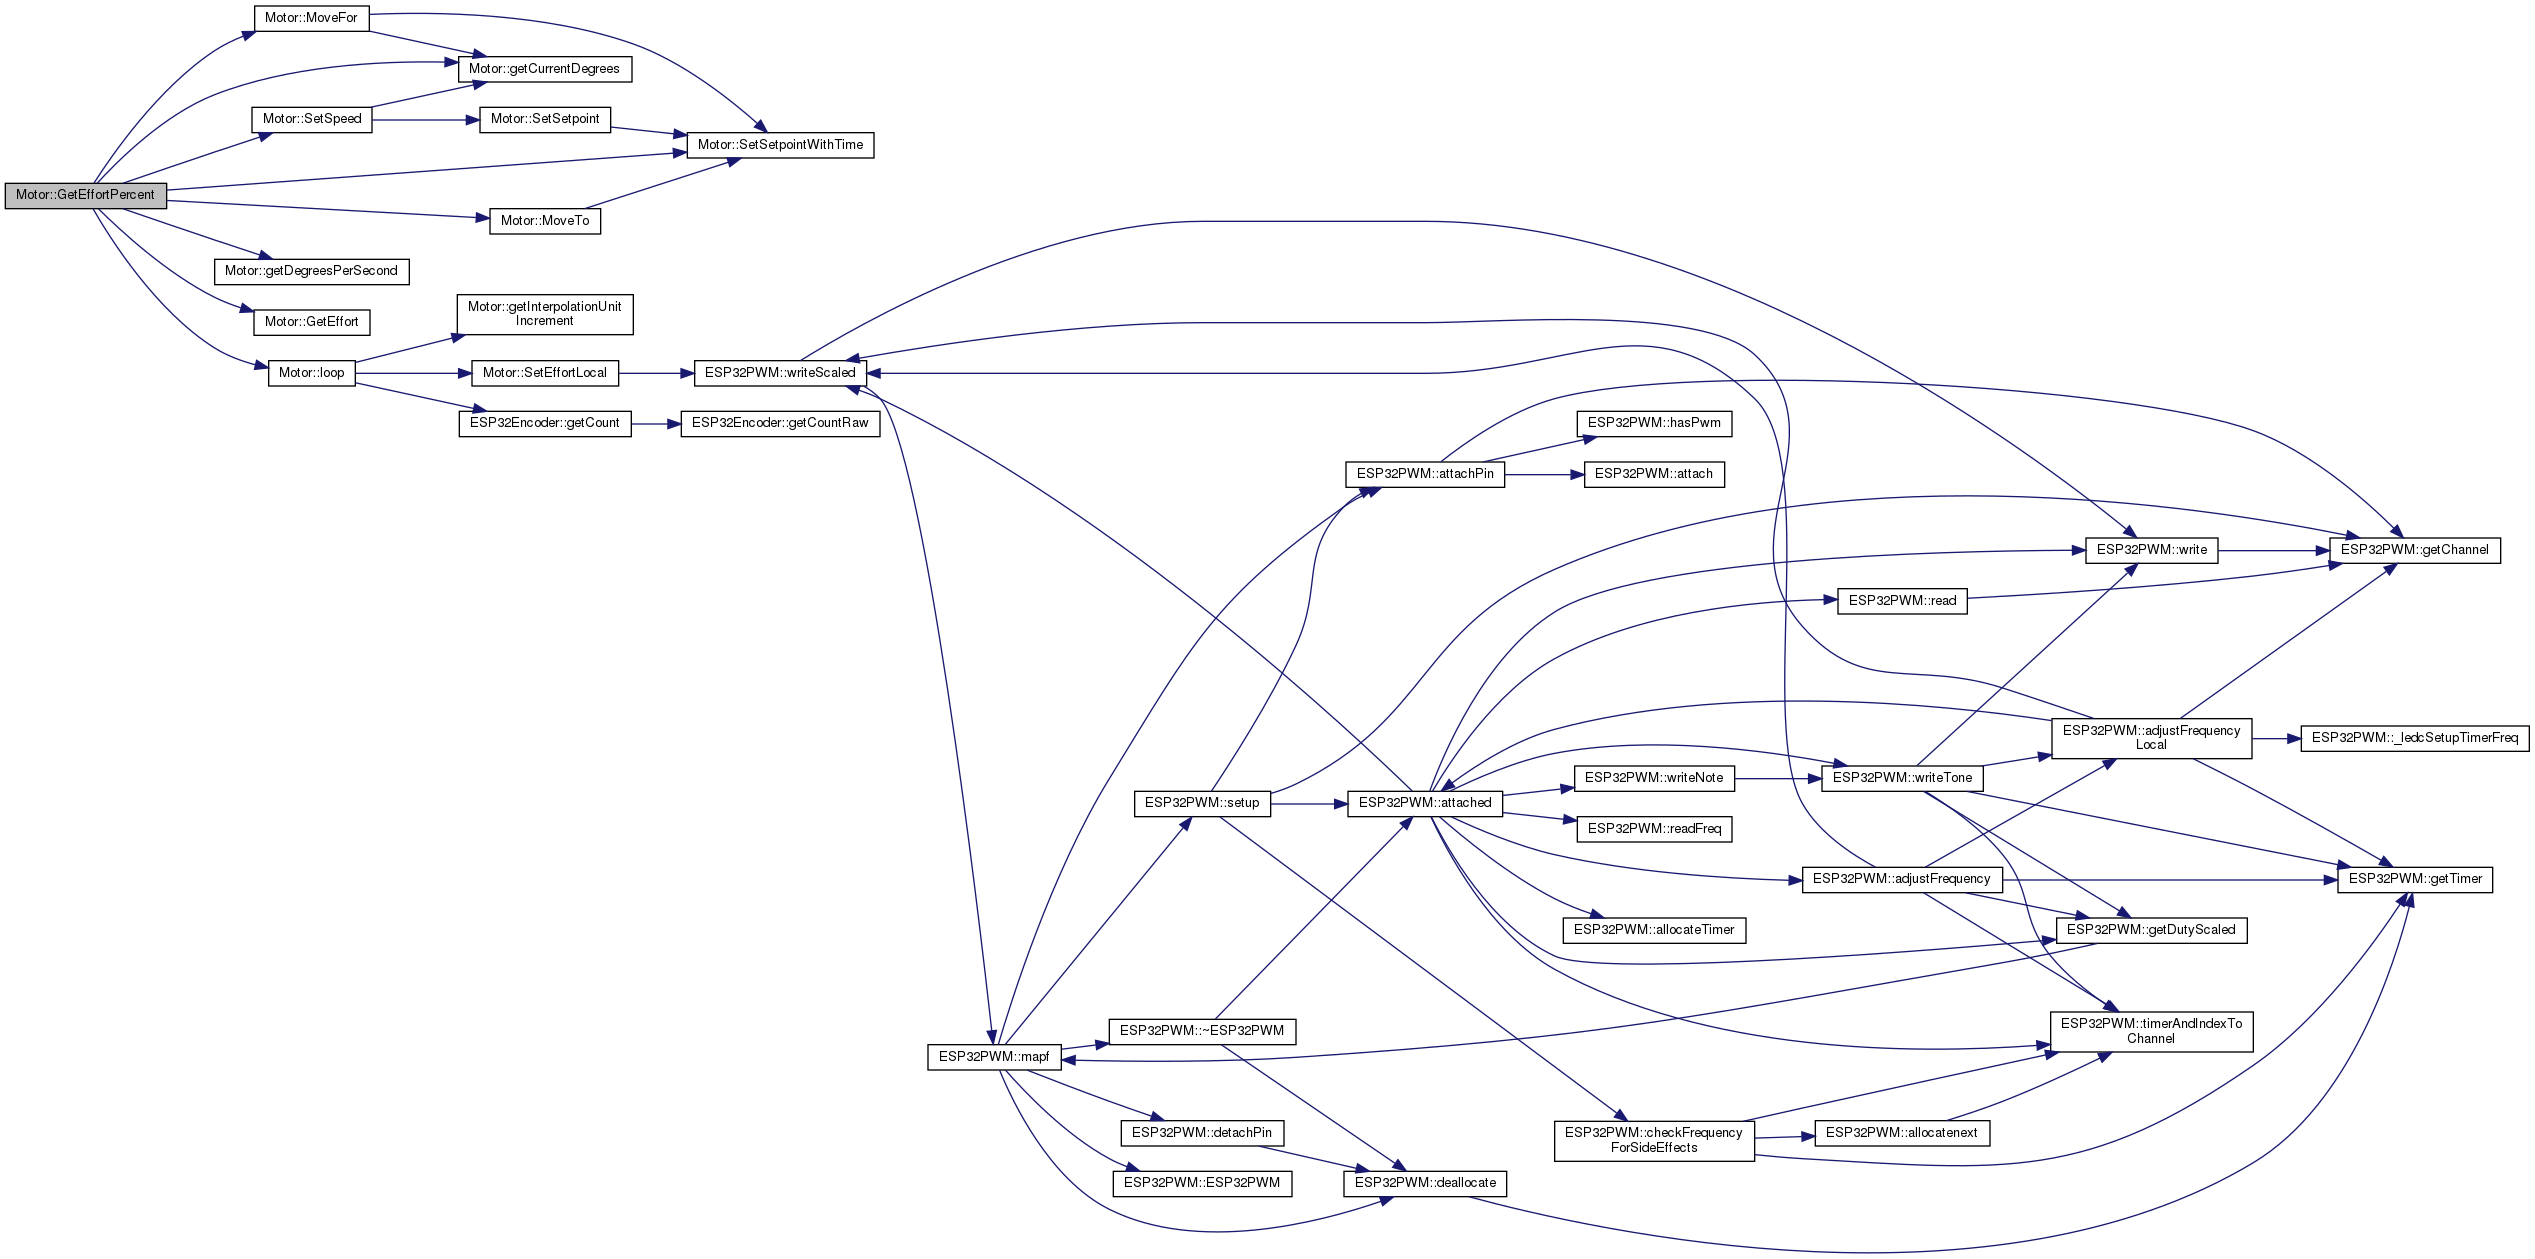 Motor::MoveFor
Motor::getCurrentDegrees
Motor::SetSpeed
Motor::SetSetpoint
Motor::SetSetpointWithTime
Motor::GetEffortPercent
Motor::MoveTo
Motor::getDegreesPerSecond
Motor::GetEffort
Motor::getInterpolationUnit
Increment
Motor::loop
Motor::SetEffortLocal
ESP32PWM::writeScaled
ESP32Encoder::getCount
ESP32Encoder::getCountRaw
ESP32PWM::hasPwm
ESP32PWM::attachPin
ESP32PWM::attach
ESP32PWM::write
ESP32PWM::getChannel
ESP32PWM::read
ESP32PWM::adjustFrequency
Local
ESP32PWM::_ledcSetupTimerFreq
ESP32PWM::writeNote
ESP32PWM::writeTone
ESP32PWM::setup
ESP32PWM::attached
ESP32PWM::readFreq
ESP32PWM::adjustFrequency
ESP32PWM::getTimer
ESP32PWM::allocateTimer
ESP32PWM::getDutyScaled
ESP32PWM::~ESP32PWM
ESP32PWM::timerAndIndexTo
Channel
ESP32PWM::mapf
ESP32PWM::detachPin
ESP32PWM::checkFrequency
ForSideEffects
ESP32PWM::allocatenext
ESP32PWM::ESP32PWM
ESP32PWM::deallocate